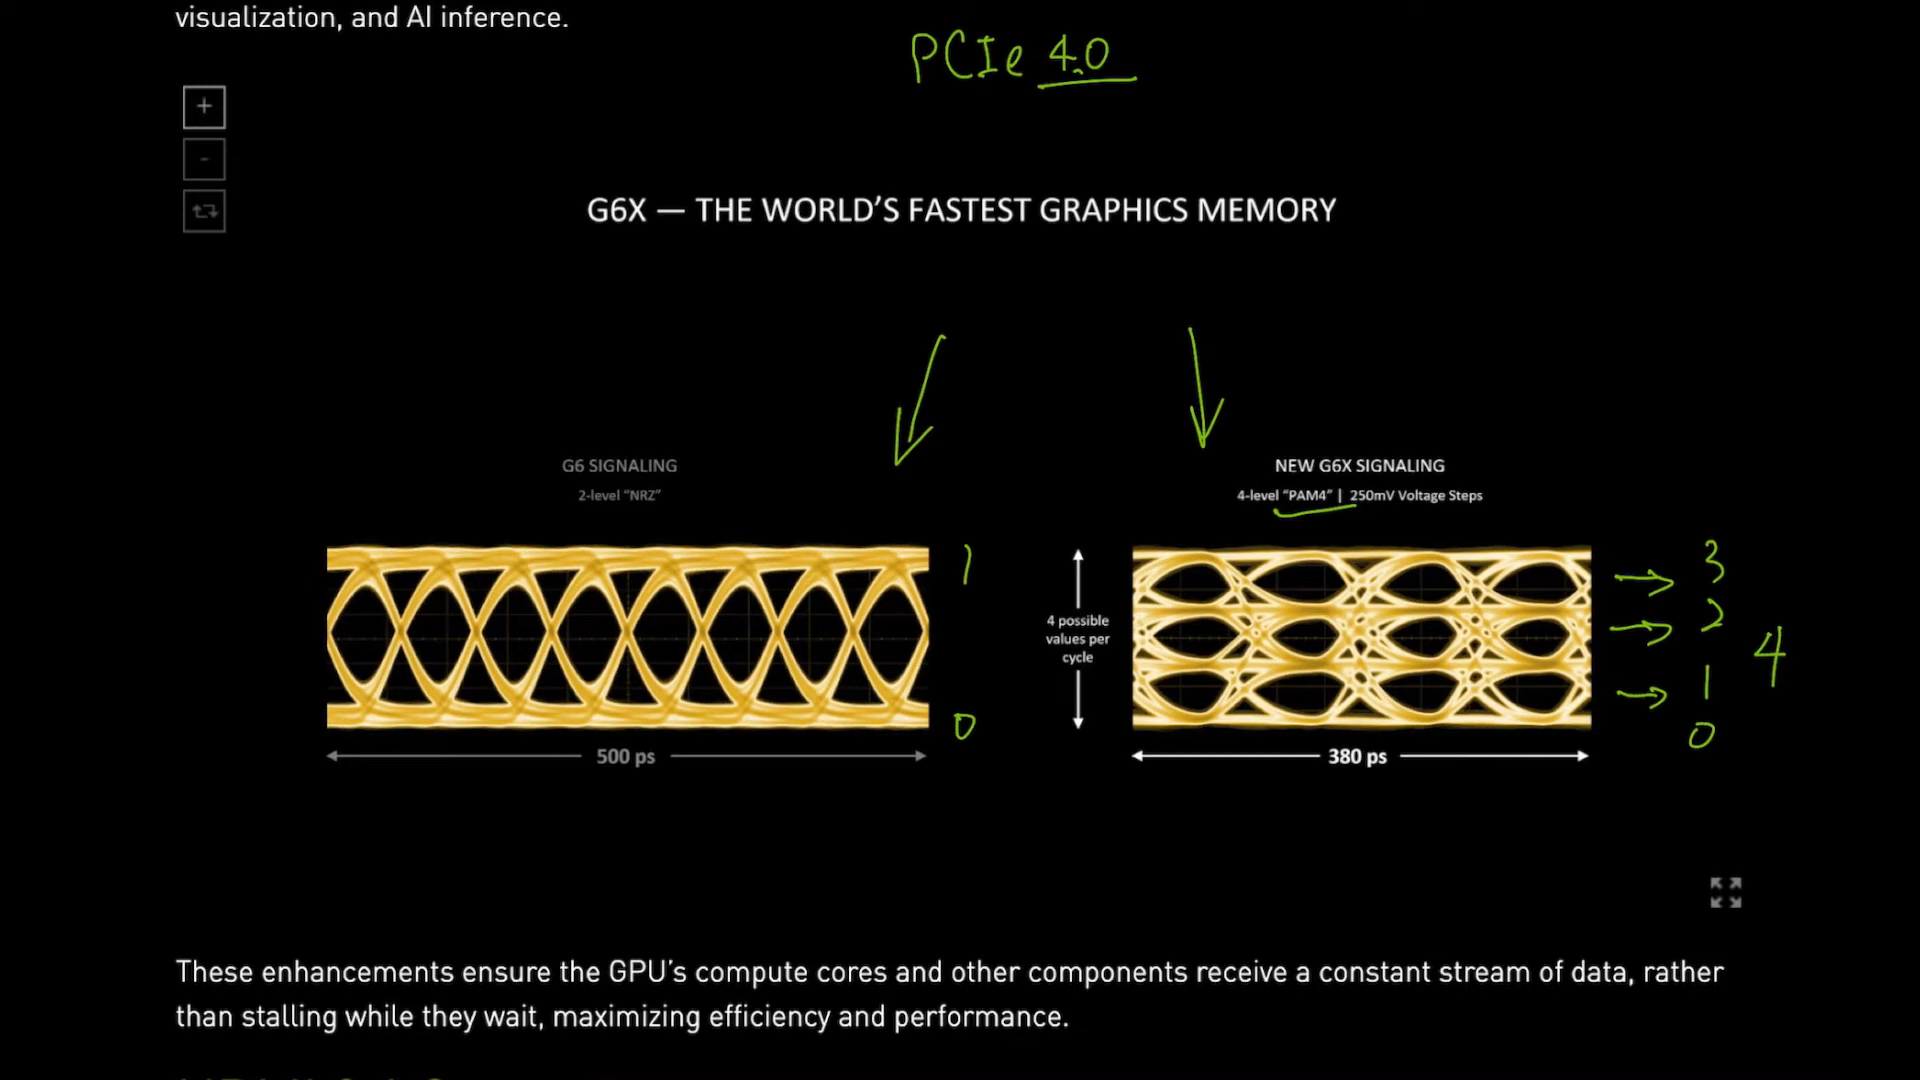 visualization, and AI inference.
PCIe 4.0
+
-
G6X — THE WORLD'S FASTEST GRAPHICS MEMORY
G6 SIGNALING
2-level “NRZ”
NEW G6X SIGNALING
4-level “PAM4” | 250mV Voltage Steps
1
0
4 possible
values per
cycle
3
2
1
0
4
500 ps
380 ps
These enhancements ensure the GPU's compute cores and other components receive a constant stream of data, rather
than stalling while they wait, maximizing efficiency and performance.